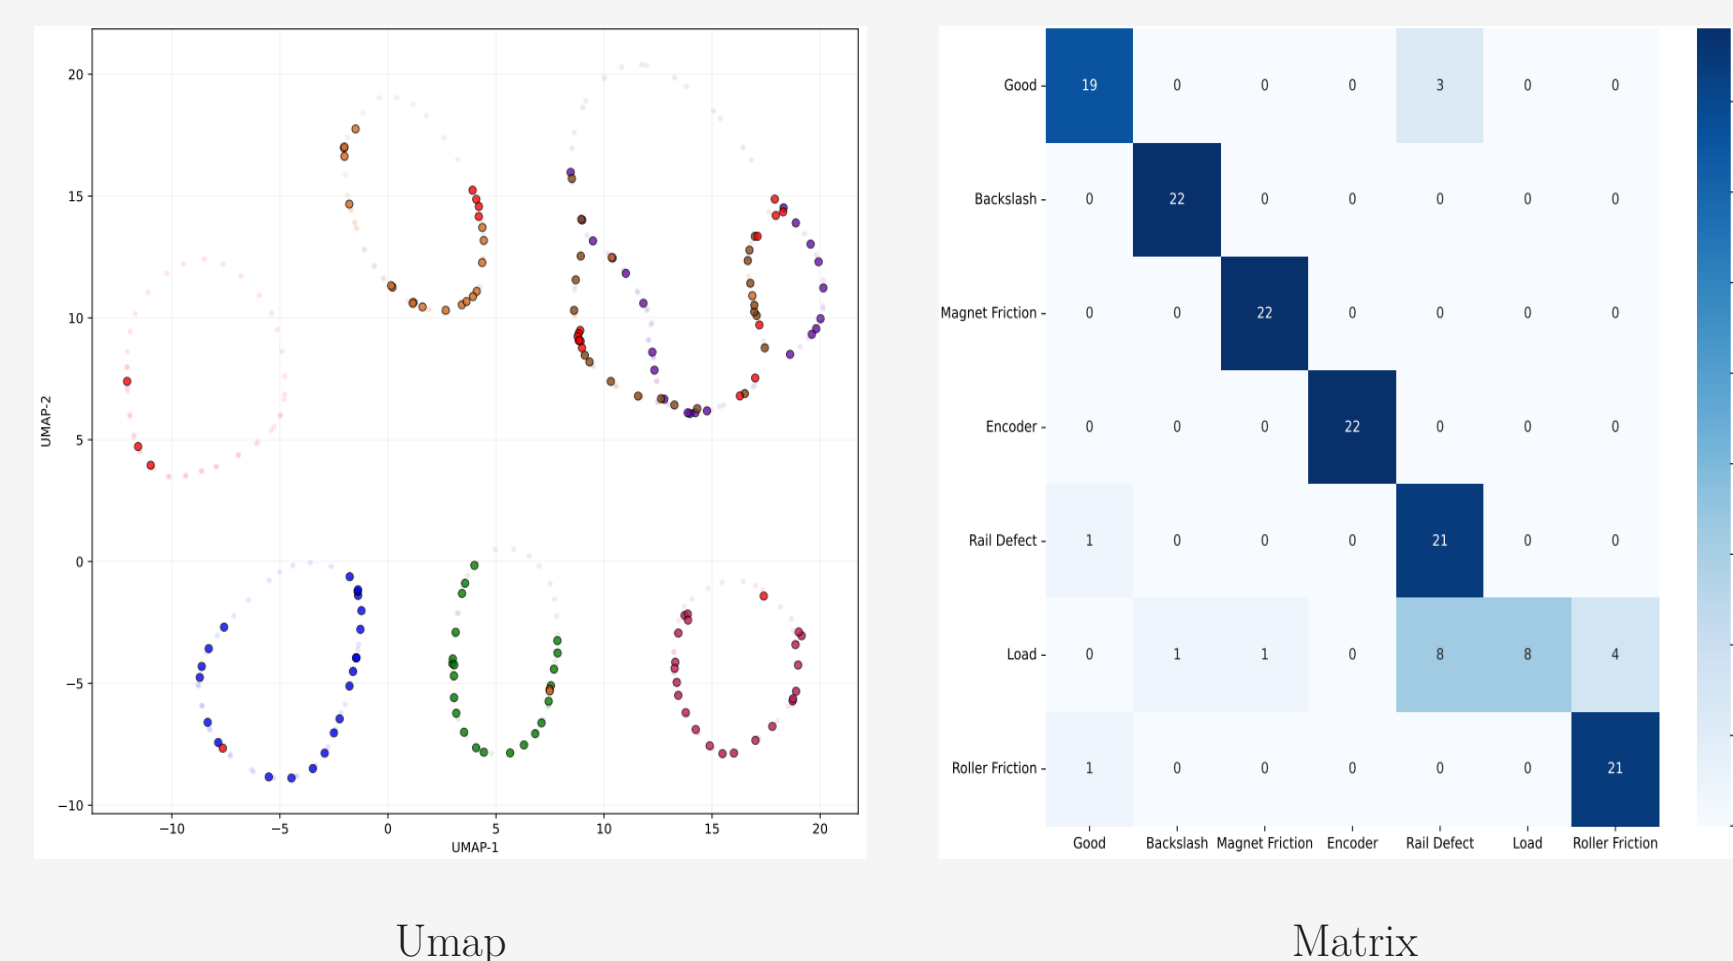 20
15
10
5
0
−5
−10
UMAP-2
−10 −5 0 5 10 15 20
UMAP-1
Good 19 0 0 0 3 0 0
Backslash 0 22 0 0 0 0 0
Magnet Friction 0 0 22 0 0 0 0
Encoder 0 0 0 22 0 0 0
Rail Defect 1 0 0 0 21 0 0
Load 0 1 1 0 8 8 4
Roller Friction 1 0 0 0 0 0 21
Good Backslash Magnet Friction Encoder Rail Defect Load Roller Friction
Umap
Matrix